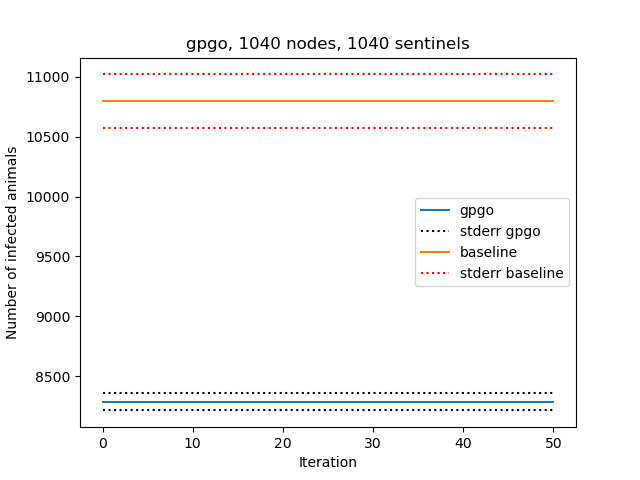 gpgo, 1040 nodes, 1040 sentinels
Number of infected animals
11000
10500
10000
9500
9000
8500
gpgo
stderr gpgo
baseline
stderr baseline
0 10 20 30 40 50
Iteration